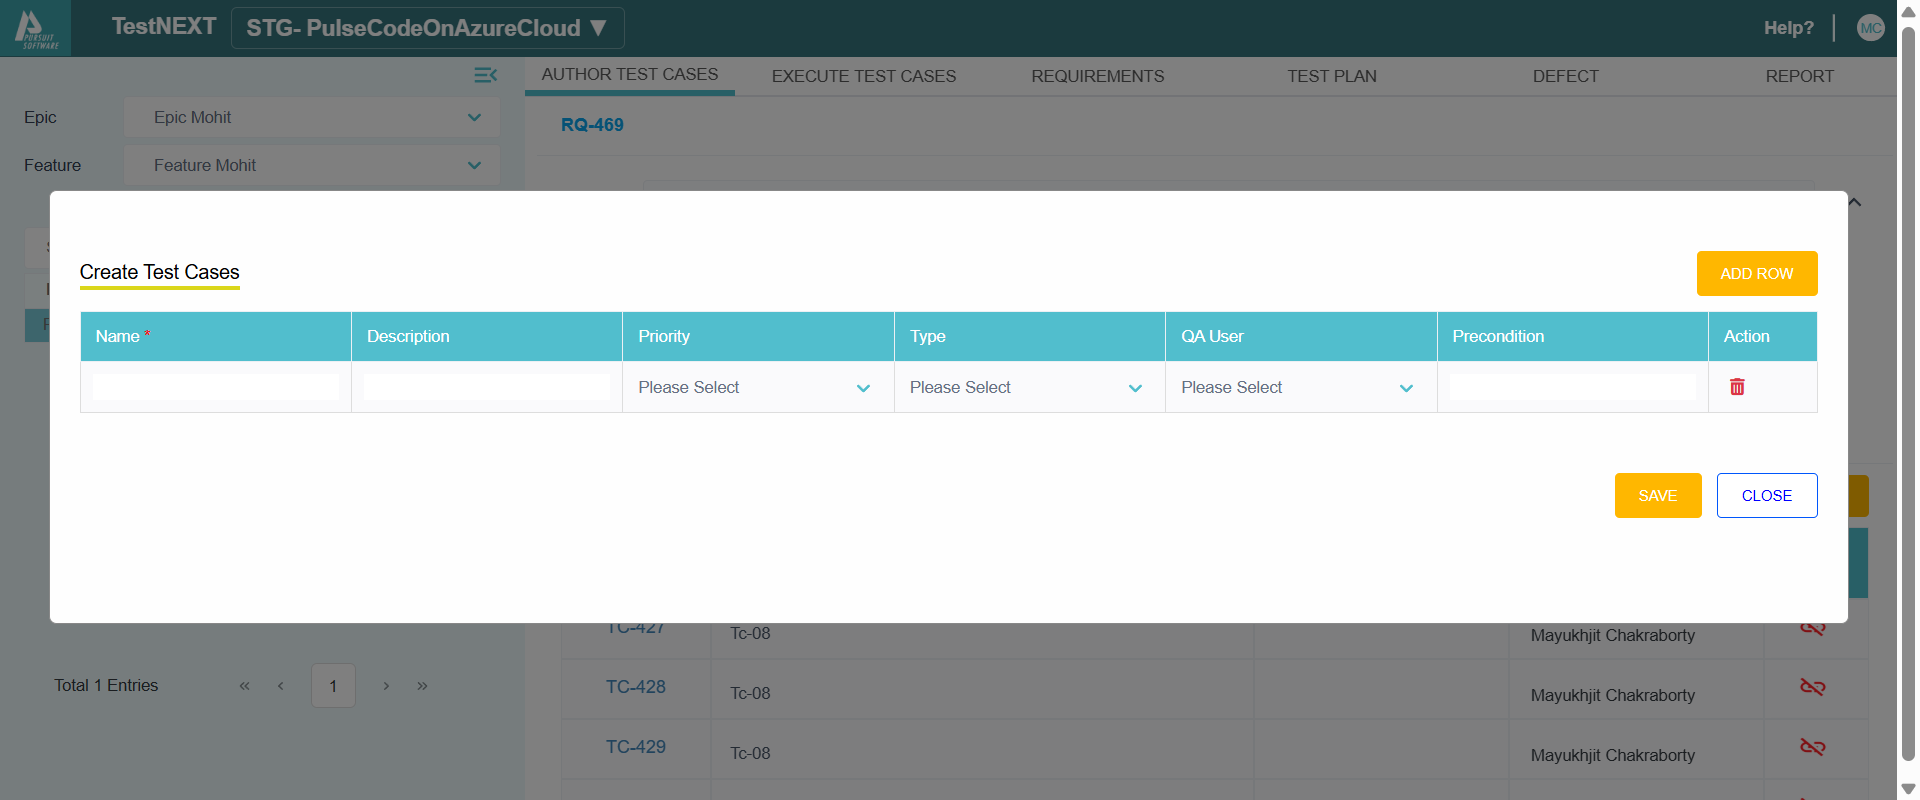 PURSUIT
SOFTWARE
TestNEXT
STG- PulseCodeOnAzureCloud ▼
Help?
MC
AUTHOR TEST CASES
EXECUTE TEST CASES
REQUIREMENTS
TEST PLAN
DEFECT
REPORT
Epic
Epic Mohit
RQ-469
Feature
Feature Mohit
Create Test Cases
ADD ROW
Name *
Description
Priority
Type
QA User
Precondition
Action
Please Select
Please Select
Please Select
SAVE
CLOSE
TC-427
Tc-08
Mayukhjit Chakraborty
Total 1 Entries
« ‹ 1 › »
TC-428
Tc-08
Mayukhjit Chakraborty
TC-429
Tc-08
Mayukhjit Chakraborty